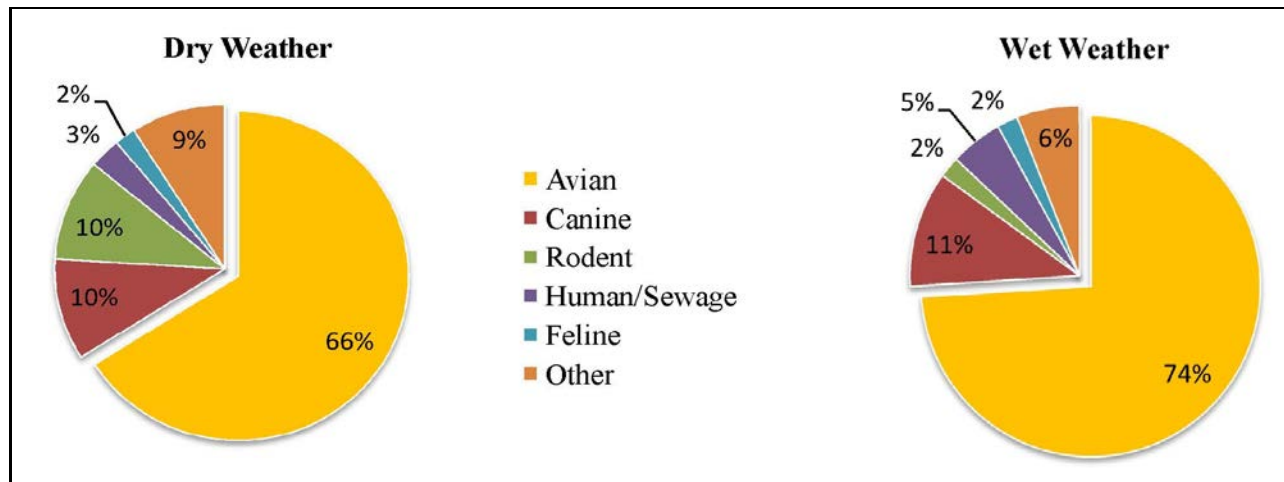 Dry Weather
2%
3%
9%
10%
10%
66%
Avian
Canine
Rodent
Human/Sewage
Feline
Other
Wet Weather
5%
2%
2%
6%
11%
74%